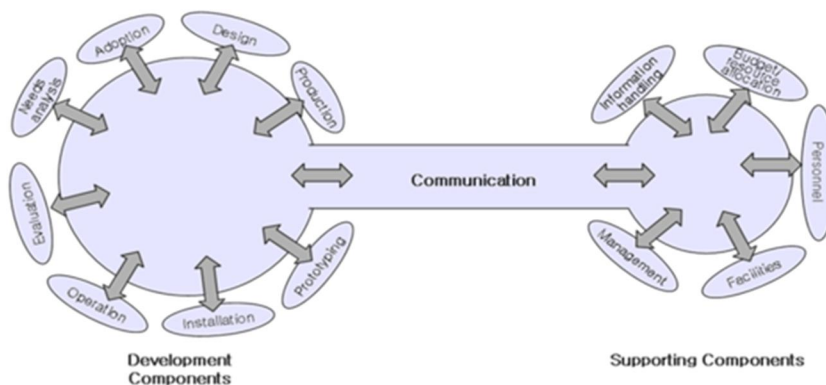 Adoption
Design
Needs
analysis
Production
Evaluation
Operation
Installation
Prototyping
Communication
Information
handling
Budget/
resource
allocation
Personnel
Management
Facilities
Development
Components
Supporting Components